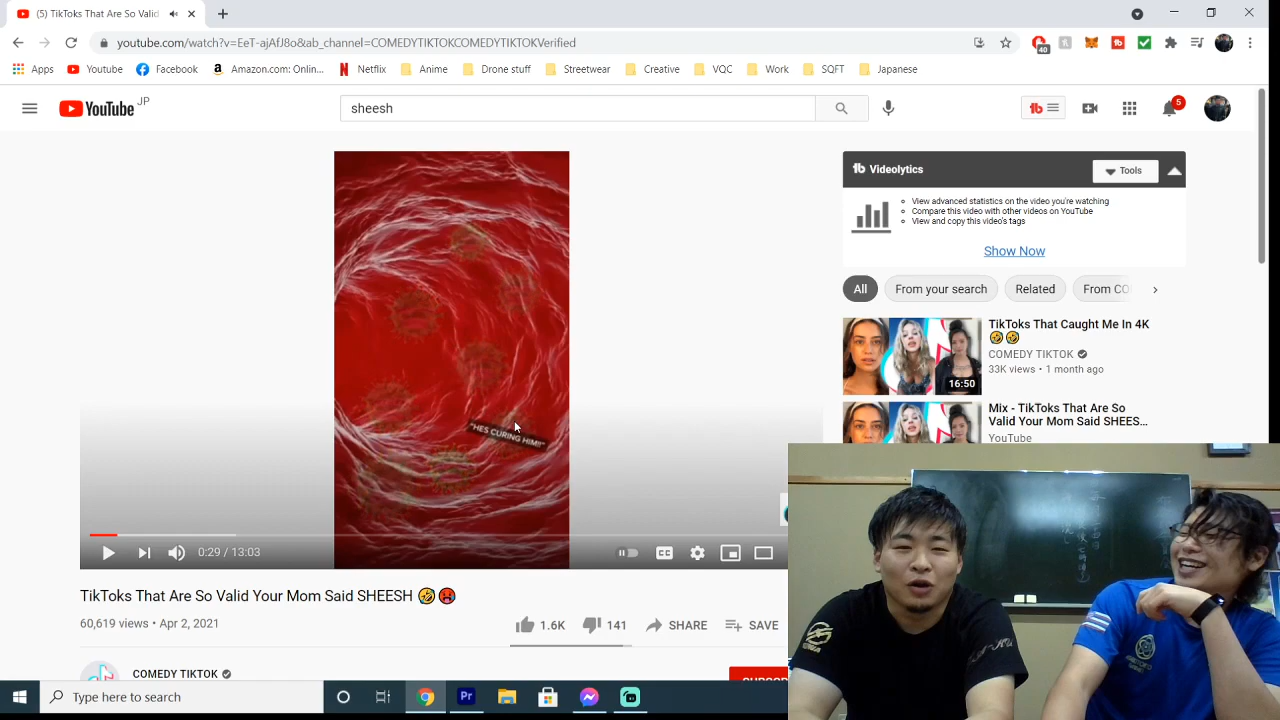 (5) TikToks That Are So Valid
youtube.com/watch?v=EeT-ajAfJ8o&ab_channel=COMEDYTIKTOKCOMEDYTIKTOKVerified
40
Apps Youtube Facebook Amazon.com: Onlin... Netflix Anime Drone stuff Streetwear Creative VQC Work SQFT Japanese
YouTube JP
sheesh
5
Videolytics
Tools
View advanced statistics on the video you're watching
Compare this video with other videos on YouTube
View and copy this video's tags
Show Now
All From your search Related From CO
TikToks That Caught Me In 4K 🤣🤣
COMEDY TIKTOK
33K views • 1 month ago
16:50
Mix - TikToks That Are So
Valid Your Mom Said SHEES...
YouTube
"HES CURING HIM!!"
0:29 / 13:03
CC
TikToks That Are So Valid Your Mom Said SHEESH 🤣🥵
60,619 views • Apr 2, 2021
1.6K 141 SHARE SAVE
COMEDY TIKTOK
Type here to search
Pr